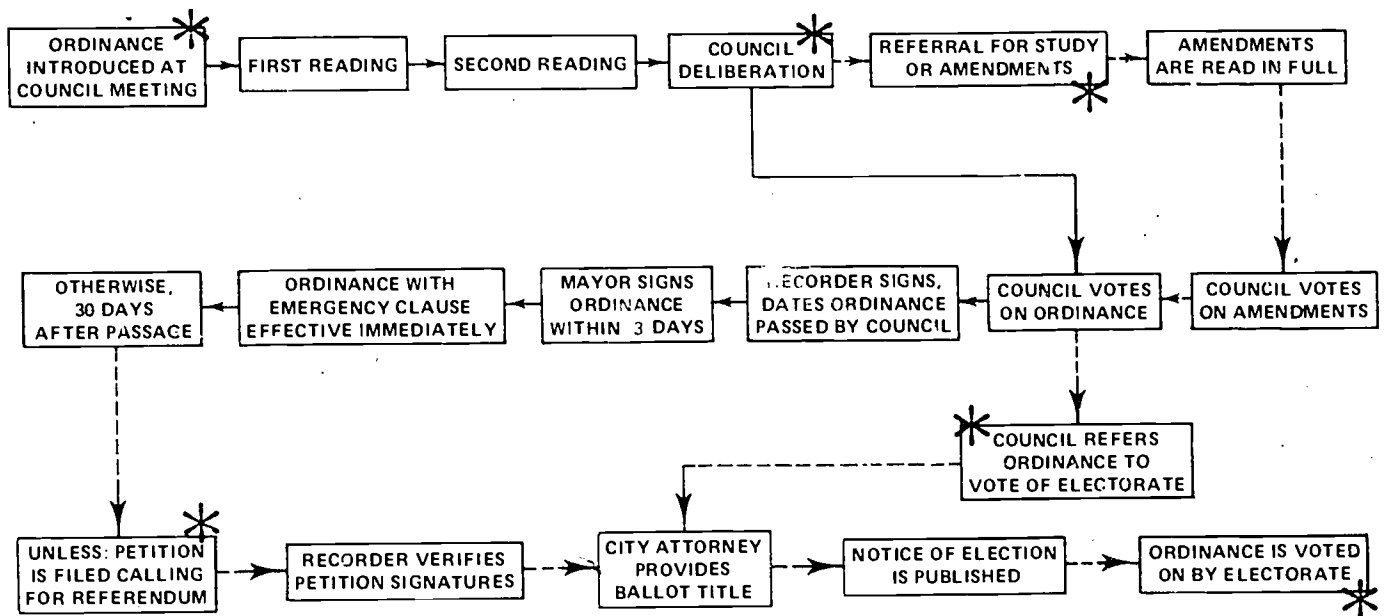 ORDINANCE
INTRODUCED AT
COUNCIL MEETING
FIRST READING
SECOND READING
COUNCIL
DELIBERATION
REFERRAL FOR STUDY
OR AMENDMENTS
AMENDMENTS
ARE READ IN FULL
OTHERWISE,
30 DAYS
AFTER PASSAGE
ORDINANCE WITH
EMERGENCY CLAUSE
EFFECTIVE IMMEDIATELY
MAYOR SIGNS
ORDINANCE
WITHIN 3 DAYS
RECORDER SIGNS,
DATES ORDINANCE
PASSED BY COUNCIL
COUNCIL VOTES
ON ORDINANCE
COUNCIL VOTES
ON AMENDMENTS
COUNCIL REFERS
ORDINANCE TO
VOTE OF ELECTORATE
UNLESS: PETITION
IS FILED CALLING
FOR REFERENDUM
RECORDER VERIFIES
PETITION SIGNATURES
CITY ATTORNEY
PROVIDES
BALLOT TITLE
NOTICE OF ELECTION
IS PUBLISHED
ORDINANCE IS VOTED
ON BY ELECTORATE